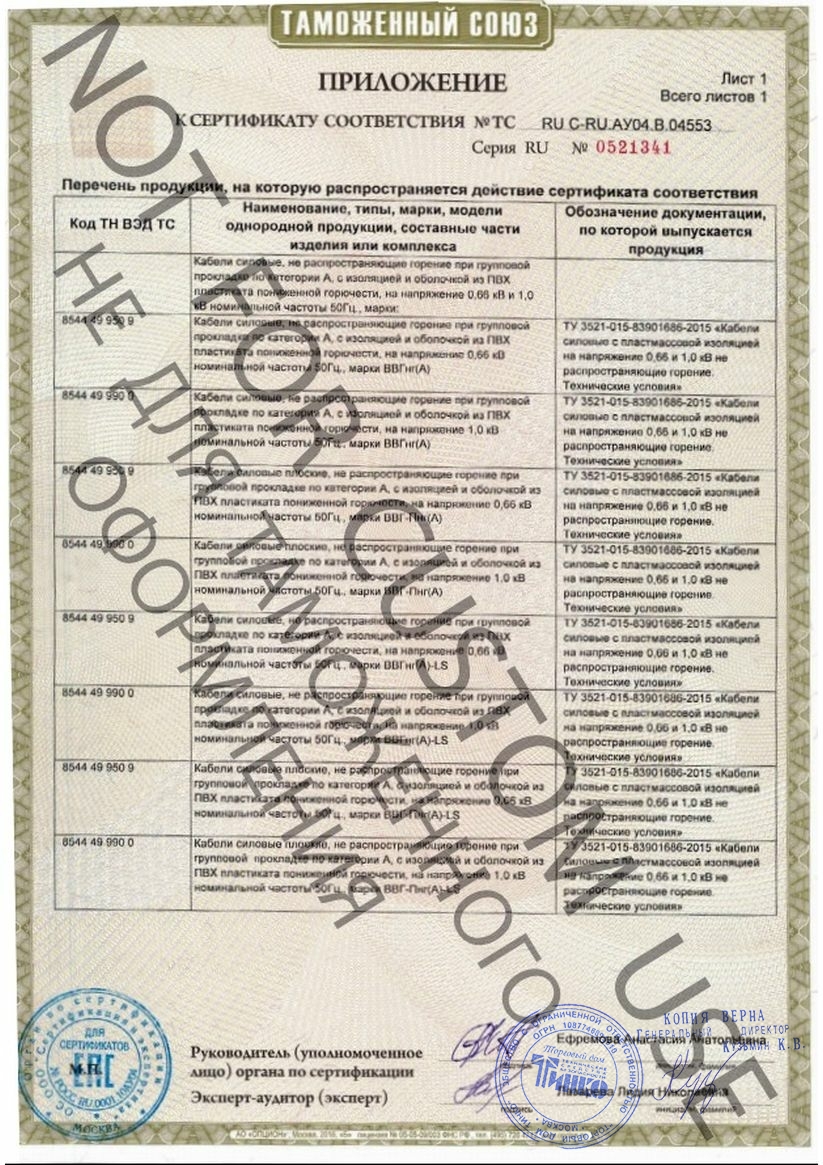 ТАМОЖЕННЫЙ СОЮЗ
ПРИЛОЖЕНИЕ
Лист 1
Всего листов 1
К СЕРТИФИКАТУ СООТВЕТСТВИЯ № ТС RU С-RU.АУ04.В.04553
Серия RU № 0521341
Перечень продукции, на которую распространяется действие сертификата соответствия
Код ТН ВЭД ТС
Наименование, типы, марки, модели
однородной продукции, составные части
изделия или комплекса
Обозначение документации,
по которой выпускается
продукция
Кабели силовые, не распространяющие горение при групповой
прокладке по категории А, с изоляцией и оболочкой из ПВХ
пластиката пониженной горючести, на напряжение 0,66 кВ и 1,0
кВ номинальной частоты 50Гц., марки:
8544 49 950 9
Кабели силовые, не распространяющие горение при групповой
прокладке по категории А, с изоляцией и оболочкой из ПВХ
пластиката пониженной горючести, на напряжение 0,66 кВ
номинальной частоты 50Гц., марки ВВГнг(А)
ТУ 3521-015-83901686-2015 «Кабели
силовые с пластмассовой изоляцией
на напряжение 0,66 и 1,0 кВ не
распространяющие горение.
Технические условия»
8544 49 990 0
Кабели силовые, не распространяющие горение при групповой
прокладке по категории А, с изоляцией и оболочкой из ПВХ
пластиката пониженной горючести, на напряжение 1,0 кВ
номинальной частоты 50Гц., марки ВВГнг(А)
ТУ 3521-015-83901686-2015 «Кабели
силовые с пластмассовой изоляцией
на напряжение 0,66 и 1,0 кВ не
распространяющие горение.
Технические условия»
8544 49 950 9
Кабели силовые плоские, не распространяющие горение при
групповой прокладке по категории А, с изоляцией и оболочкой из
ПВХ пластиката пониженной горючести, на напряжение 0,66 кВ
номинальной частоты 50Гц., марки ВВГ-Пнг(А)
ТУ 3521-015-83901686-2015 «Кабели
силовые с пластмассовой изоляцией
на напряжение 0,66 и 1,0 кВ не
распространяющие горение.
Технические условия»
8544 49 990 0
Кабели силовые плоские, не распространяющие горение при
групповой прокладке по категории А, с изоляцией и оболочкой из
ПВХ пластиката пониженной горючести, на напряжение 1,0 кВ
номинальной частоты 50Гц., марки ВВГ-Пнг(А)
ТУ 3521-015-83901686-2015 «Кабели
силовые с пластмассовой изоляцией
на напряжение 0,66 и 1,0 кВ не
распространяющие горение.
Технические условия»
8544 49 950 9
Кабели силовые, не распространяющие горение при групповой
прокладке по категории А, с изоляцией и оболочкой из ПВХ
пластиката пониженной горючести, на напряжение 0,66 кВ
номинальной частоты 50Гц., марки ВВГнг(А)-LS
ТУ 3521-015-83901686-2015 «Кабели
силовые с пластмассовой изоляцией
на напряжение 0,66 и 1,0 кВ не
распространяющие горение.
Технические условия»
8544 49 990 0
Кабели силовые, не распространяющие горение при групповой
прокладке по категории А, с изоляцией и оболочкой из ПВХ
пластиката пониженной горючести, на напряжение 1,0 кВ
номинальной частоты 50Гц., марки ВВГнг(А)-LS
ТУ 3521-015-83901686-2015 «Кабели
силовые с пластмассовой изоляцией
на напряжение 0,66 и 1,0 кВ не
распространяющие горение.
Технические условия»
8544 49 950 9
Кабели силовые плоские, не распространяющие горение при
групповой прокладке по категории А, с изоляцией и оболочкой из
ПВХ пластиката пониженной горючести, на напряжение 0,66 кВ
номинальной частоты 50Гц., марки ВВГ-Пнг(А)-LS
ТУ 3521-015-83901686-2015 «Кабели
силовые с пластмассовой изоляцией
на напряжение 0,66 и 1,0 кВ не
распространяющие горение.
Технические условия»
8544 49 990 0
Кабели силовые плоские, не распространяющие горение при
групповой прокладке по категории А, с изоляцией и оболочкой из
ПВХ пластиката пониженной горючести, на напряжение 1,0 кВ
номинальной частоты 50Гц., марки ВВГ-Пнг(А)-LS
ТУ 3521-015-83901686-2015 «Кабели
силовые с пластмассовой изоляцией
на напряжение 0,66 и 1,0 кВ не
распространяющие горение.
Технические условия»
NOT FOR CUSTOM USE
НЕ ДЛЯ ТАМОЖЕННОГО
ОФОРМЛЕНИЯ
ДЛЯ
СЕРТИФИКАТОВ
ЕАС
М.П.
МОСКВА
Руководитель (уполномоченное
лицо) органа по сертификации
Эксперт-аудитор (эксперт)
Ефремова Анастасия Анатольевна
Лазарева Лидия Николаевна
подпись
инициалы, фамилия
Торговый дом
Тинго
КОПИЯ ВЕРНА
ГЕНЕРАЛЬНЫЙ ДИРЕКТОР
КУЗЬМИН К.В.